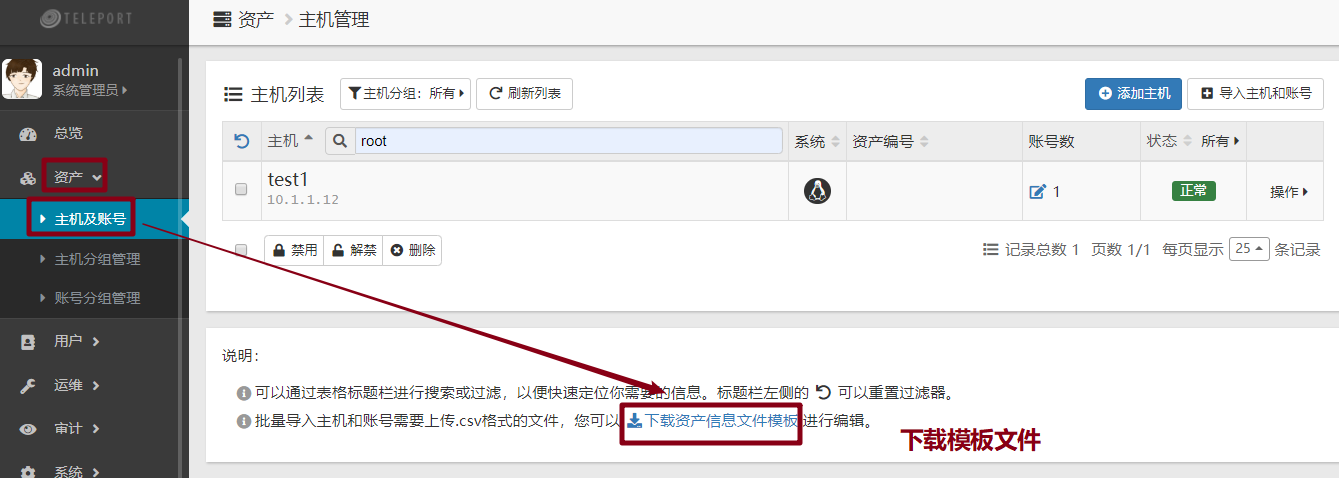 TELEPORT
资产 主机管理
admin
系统管理员
总览
资产
主机及账号
主机分组管理
账号分组管理
用户
运维
审计
系统
主机列表 主机分组：所有 刷新列表 添加主机 导入主机和账号
主机 root 系统 资产编号 账号数 状态 所有
test1 1 正常 操作
10.1.1.12
禁用 解禁 删除 记录总数 1 页数 1/1 每页显示 25 条记录
说明：
可以通过表格标题栏进行搜索或过滤，以便快速定位你需要的信息。标题栏左侧的 可以重置过滤器。
批量导入主机和账号需要上传.csv格式的文件，您可以 下载资产信息文件模板 进行编辑。
下载模板文件